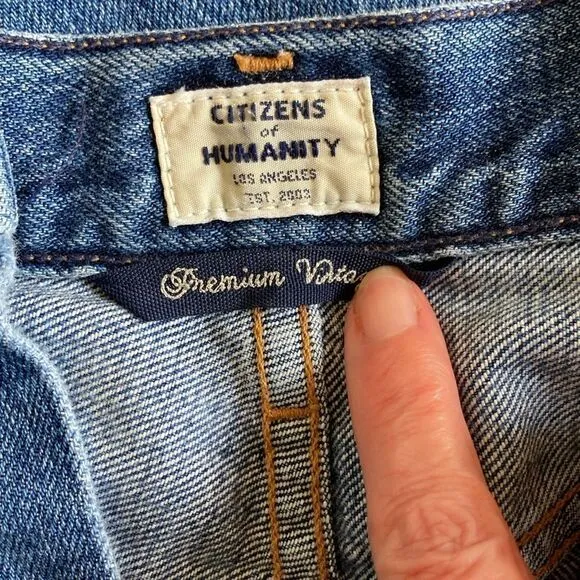 CITIZENS
of
HUMANITY
LOS ANGELES
EST. 2003
Premium